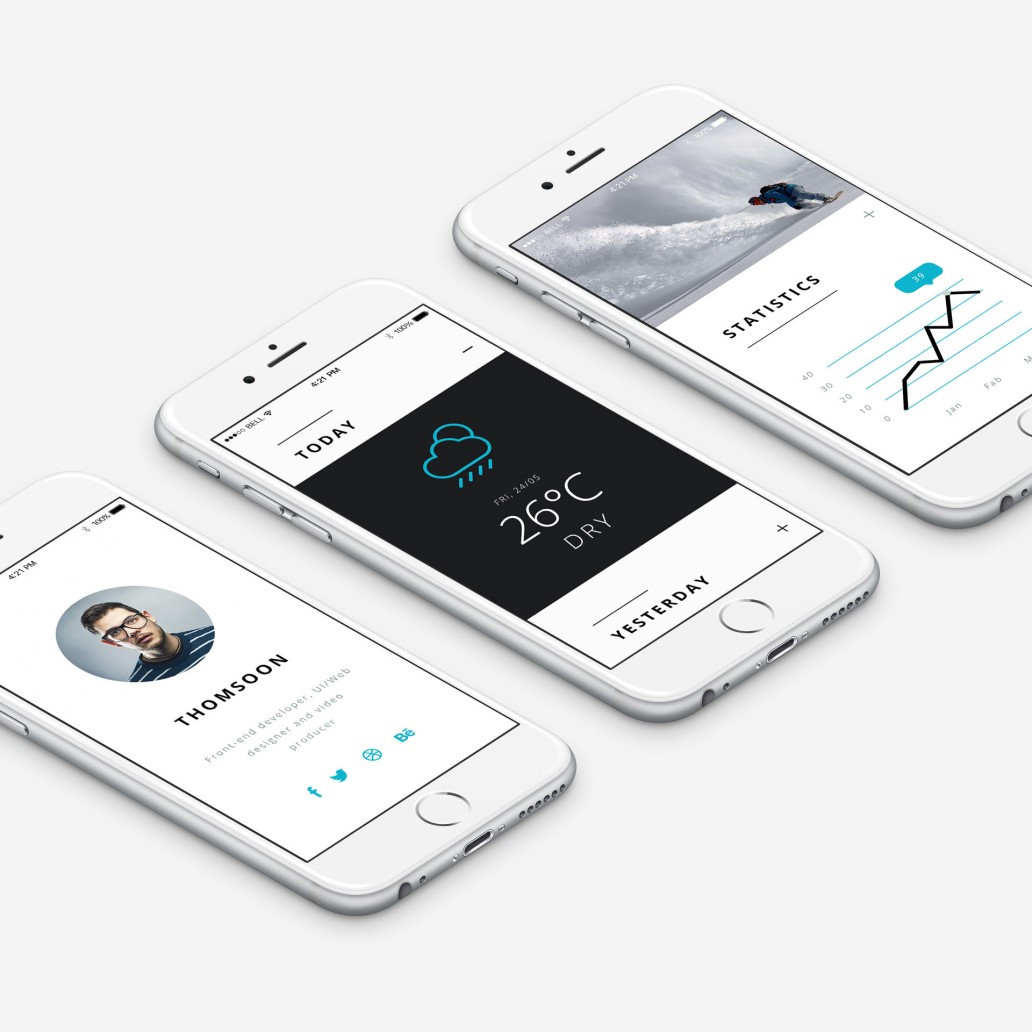 4:21 PM
100%
THOMSOON
Front-end developer, UI/Web
designer and video
producer
f
Bē
BELL
4:21 PM
100%
TODAY
FRI, 24/05
26°C
DRY
YESTERDAY
BELL
4:21 PM
100%
STATISTICS
39
40
30
20
10
0
Jan
Fab
M